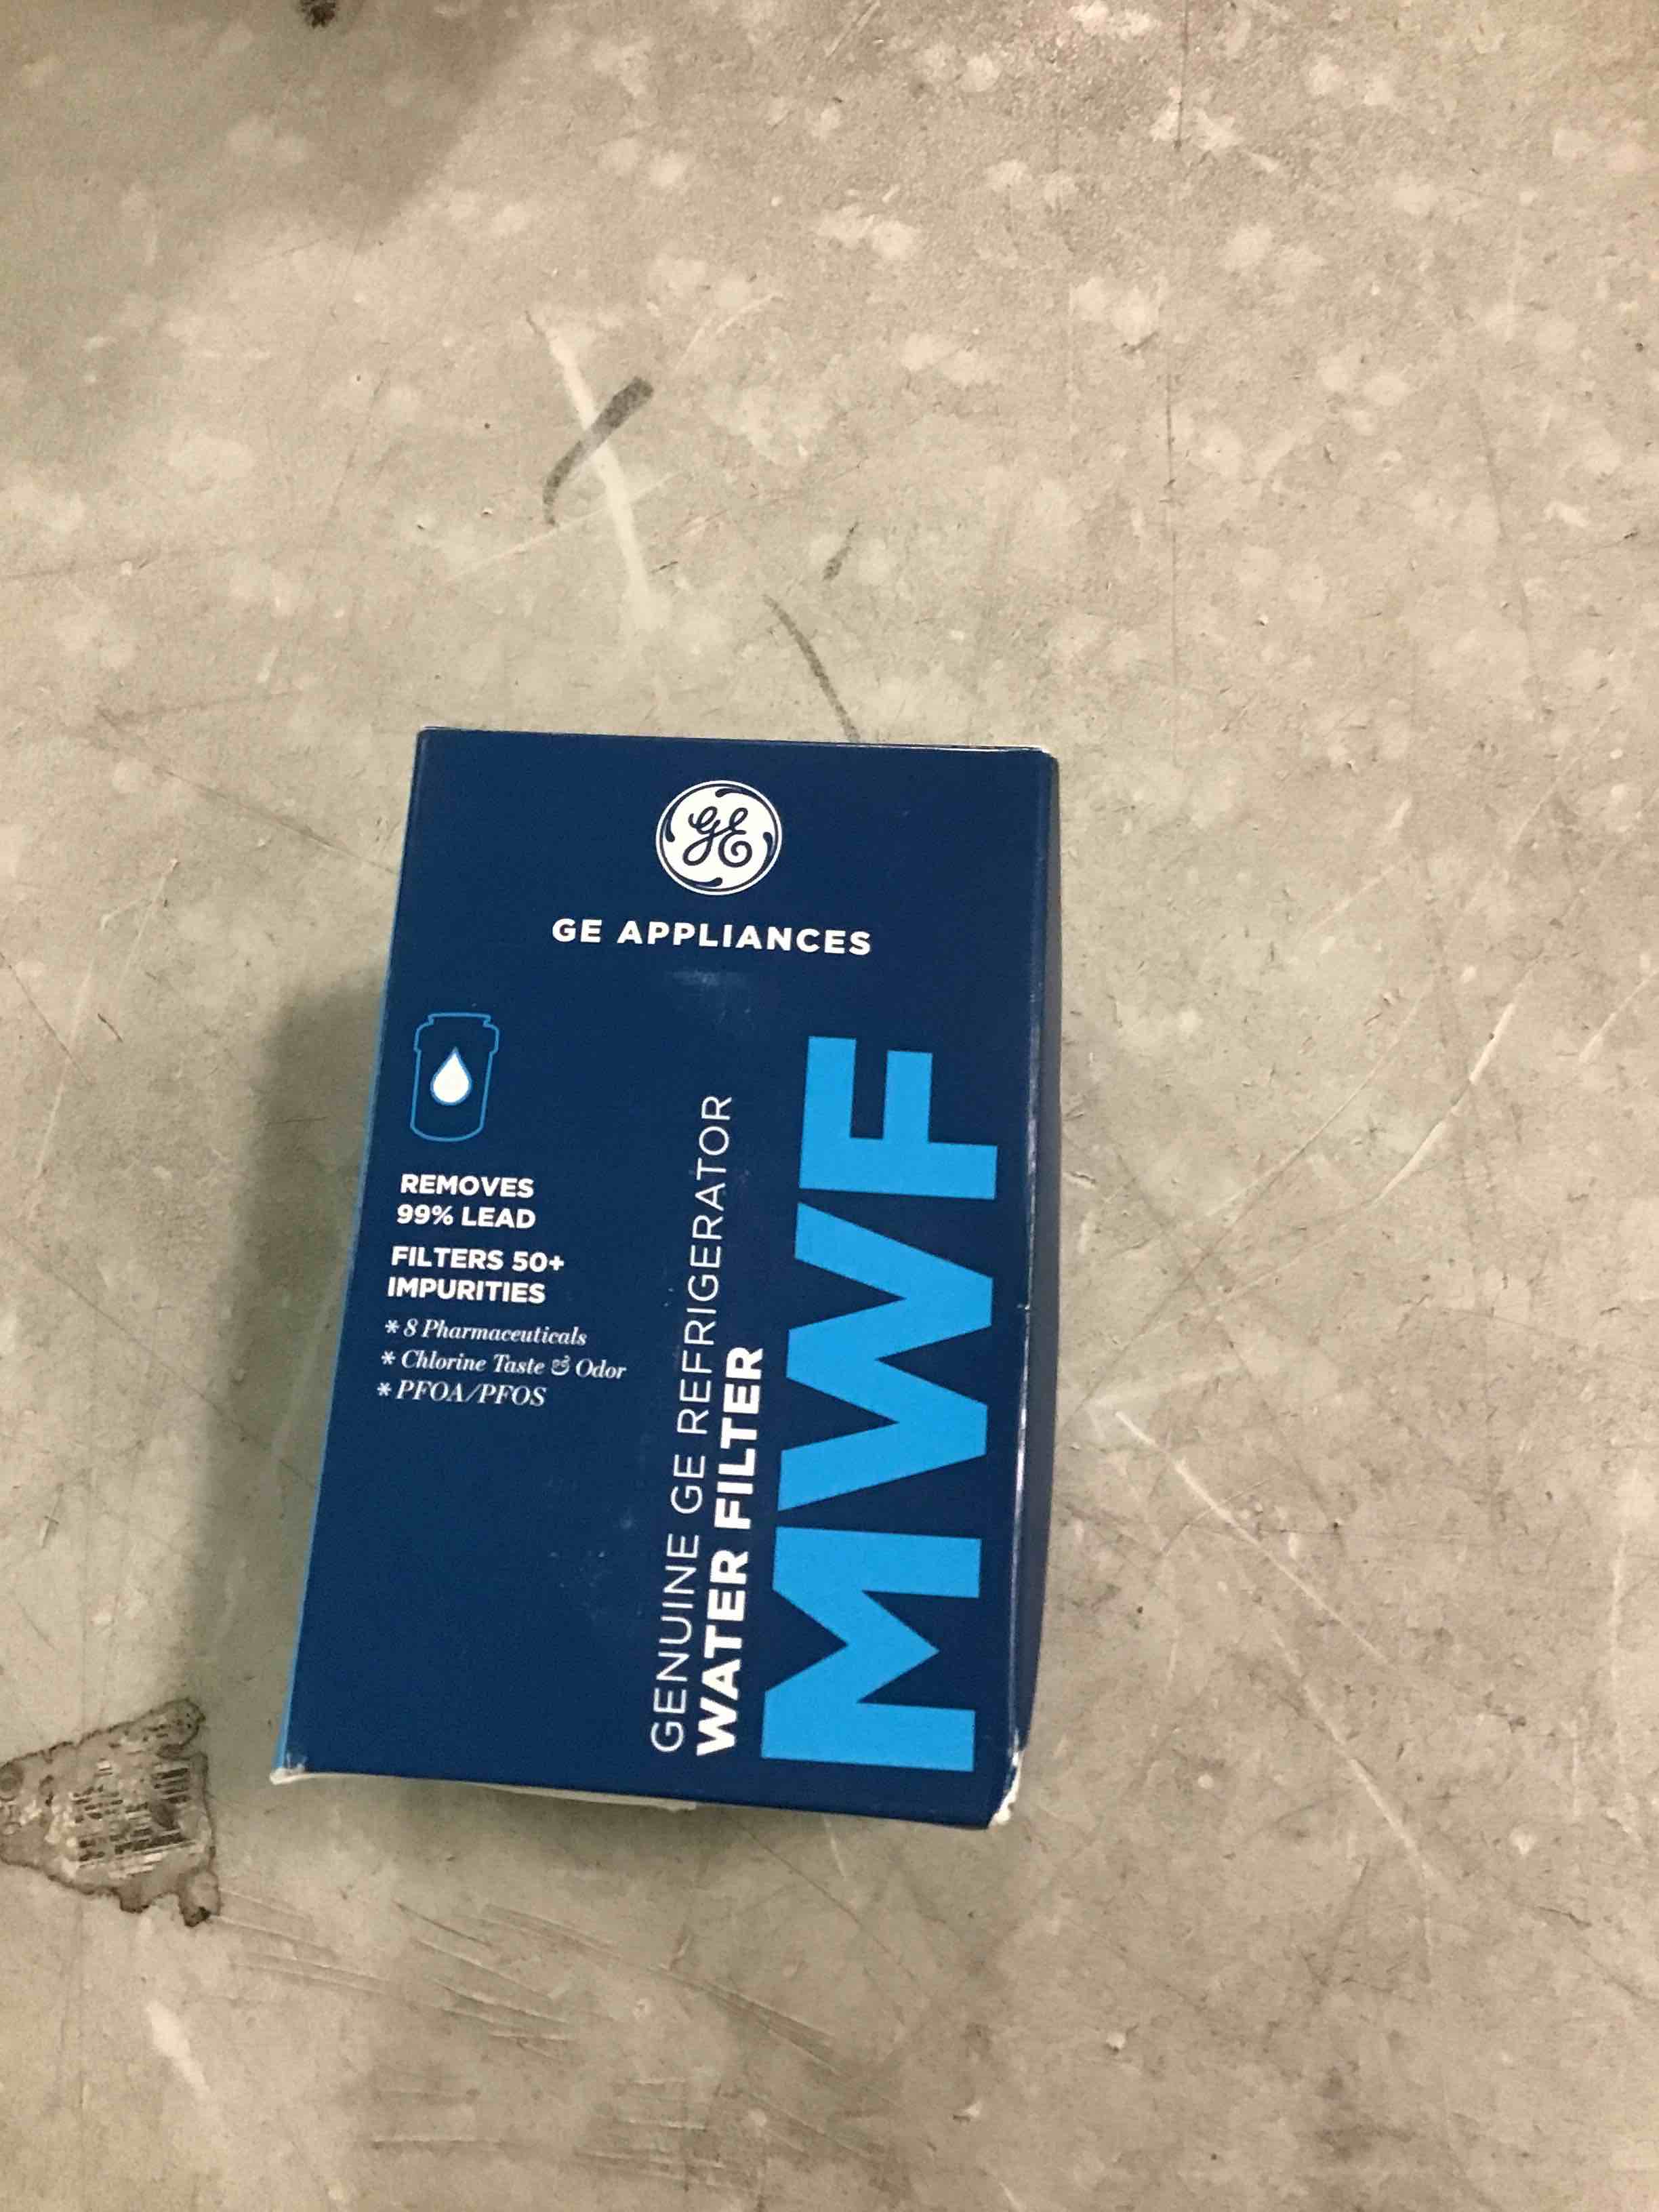 GE
GE APPLIANCES
REMOVES
99% LEAD
FILTERS 50+
IMPURITIES
* 8 Pharmaceuticals
* Chlorine Taste & Odor
* PFOA/PFOS
GENUINE GE REFRIGERATOR
WATER FILTER
MWF